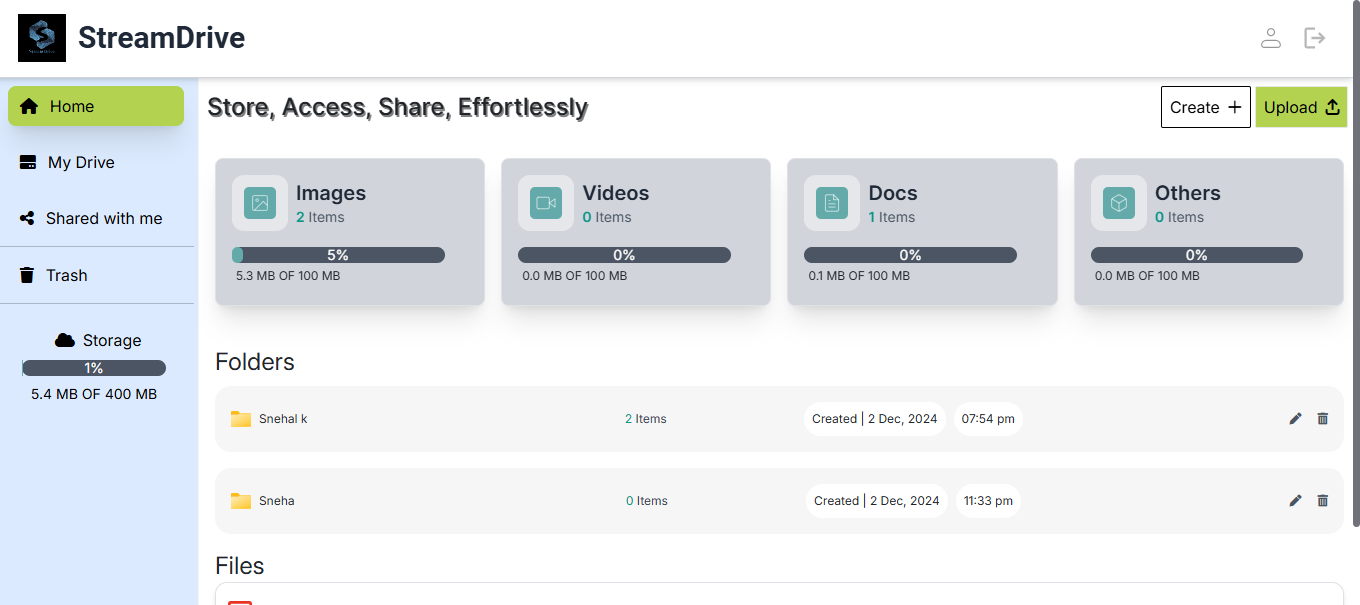 StreamDrive
Home
My Drive
Shared with me
Trash
Storage
1%
5.4 MB OF 400 MB
Store, Access, Share, Effortlessly
Create +
Upload
Images
2 Items
5%
5.3 MB OF 100 MB
Videos
0 Items
0%
0.0 MB OF 100 MB
Docs
1 Items
0%
0.1 MB OF 100 MB
Others
0 Items
0%
0.0 MB OF 100 MB
Folders
Snehal k 2 Items Created | 2 Dec, 2024 07:54 pm
Sneha 0 Items Created | 2 Dec, 2024 11:33 pm
Files